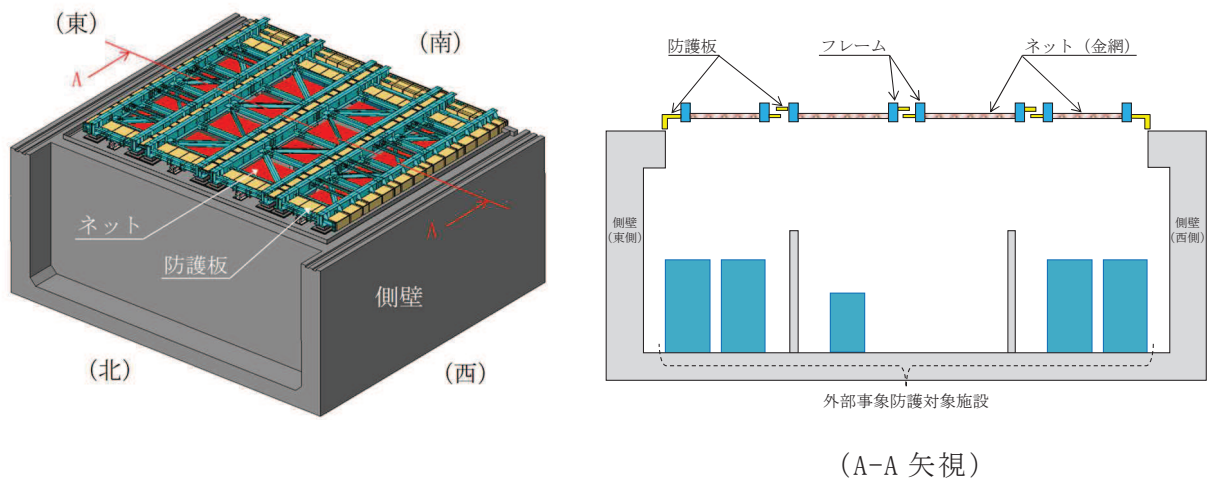 (東)
(南)
A
A
ネット
防護板
側壁
(北)
(西)
防護板
フレーム
ネット(金網)
側壁
(東側)
側壁
(西側)
外部事象防護対象施設
(A-A 矢視)